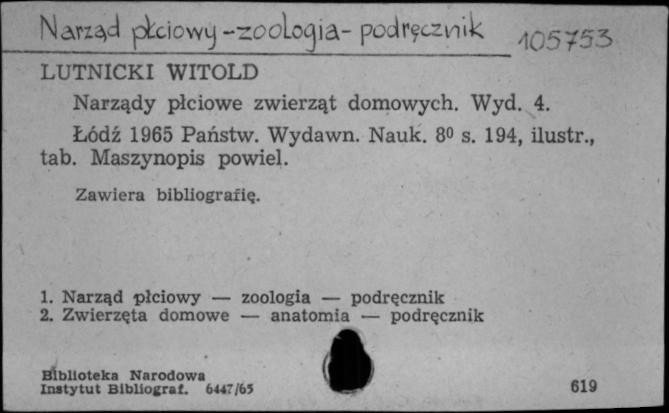 Narząd płciowy - zoologia - podręcznik 105753
LUTNICKI WITOLD
Narządy płciowe zwierząt domowych. Wyd. 4.
Łódź 1965 Państw. Wydawn. Nauk. 8⁰ s. 194, ilustr.,
tab. Maszynopis powiel.
Zawiera bibliografię.
1. Narząd płciowy — zoologia — podręcznik
2. Zwierzęta domowe — anatomia — podręcznik
Biblioteka Narodowa
Instytut Bibliograf. 6447/65 619